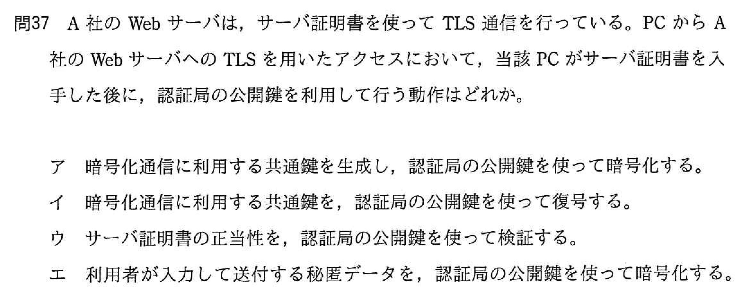 問37 A 社の Web サーバは，サーバ証明書を使って TLS 通信を行っている。PC から A
社の Web サーバへの TLS を用いたアクセスにおいて，当該 PC がサーバ証明書を入
手した後に，認証局の公開鍵を利用して行う動作はどれか。
ア 暗号化通信に利用する共通鍵を生成し，認証局の公開鍵を使って暗号化する。
イ 暗号化通信に利用する共通鍵を，認証局の公開鍵を使って復号する。
ウ サーバ証明書の正当性を，認証局の公開鍵を使って検証する。
エ 利用者が入力して送付する秘匿データを，認証局の公開鍵を使って暗号化する。